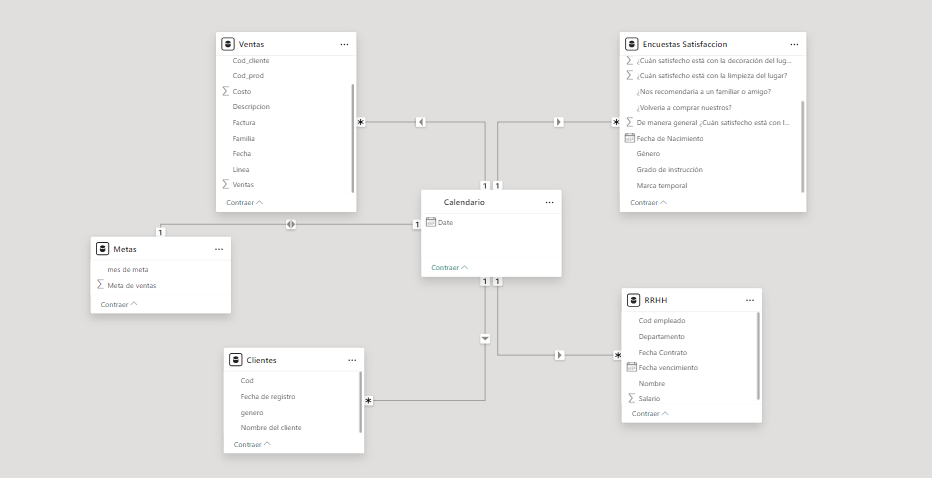 Ventas
Cod_cliente
Cod_prod
Costo
Descripcion
Factura
Familia
Fecha
Linea
Ventas
Contraer
Encuestas Satisfaccion
¿Cuán satisfecho está con la decoración del lug...
¿Cuán satisfecho está con la limpieza del lugar?
¿Nos recomendaria a un familiar o amigo?
¿Volvería a comprar nuestros?
De manera general ¿Cuán satisfecho está con l...
Fecha de Nacimiento
Género
Grado de instrucción
Marca temporal
Contraer
1 1
Calendario
Date
Contraer
1 1
1
1
Metas
mes de meta
Meta de ventas
Contraer
Clientes
Cod
Fecha de registro
genero
Nombre del cliente
Contraer
RRHH
Cod empleado
Departamento
Fecha Contrato
Fecha vencimiento
Nombre
Salario
Contraer